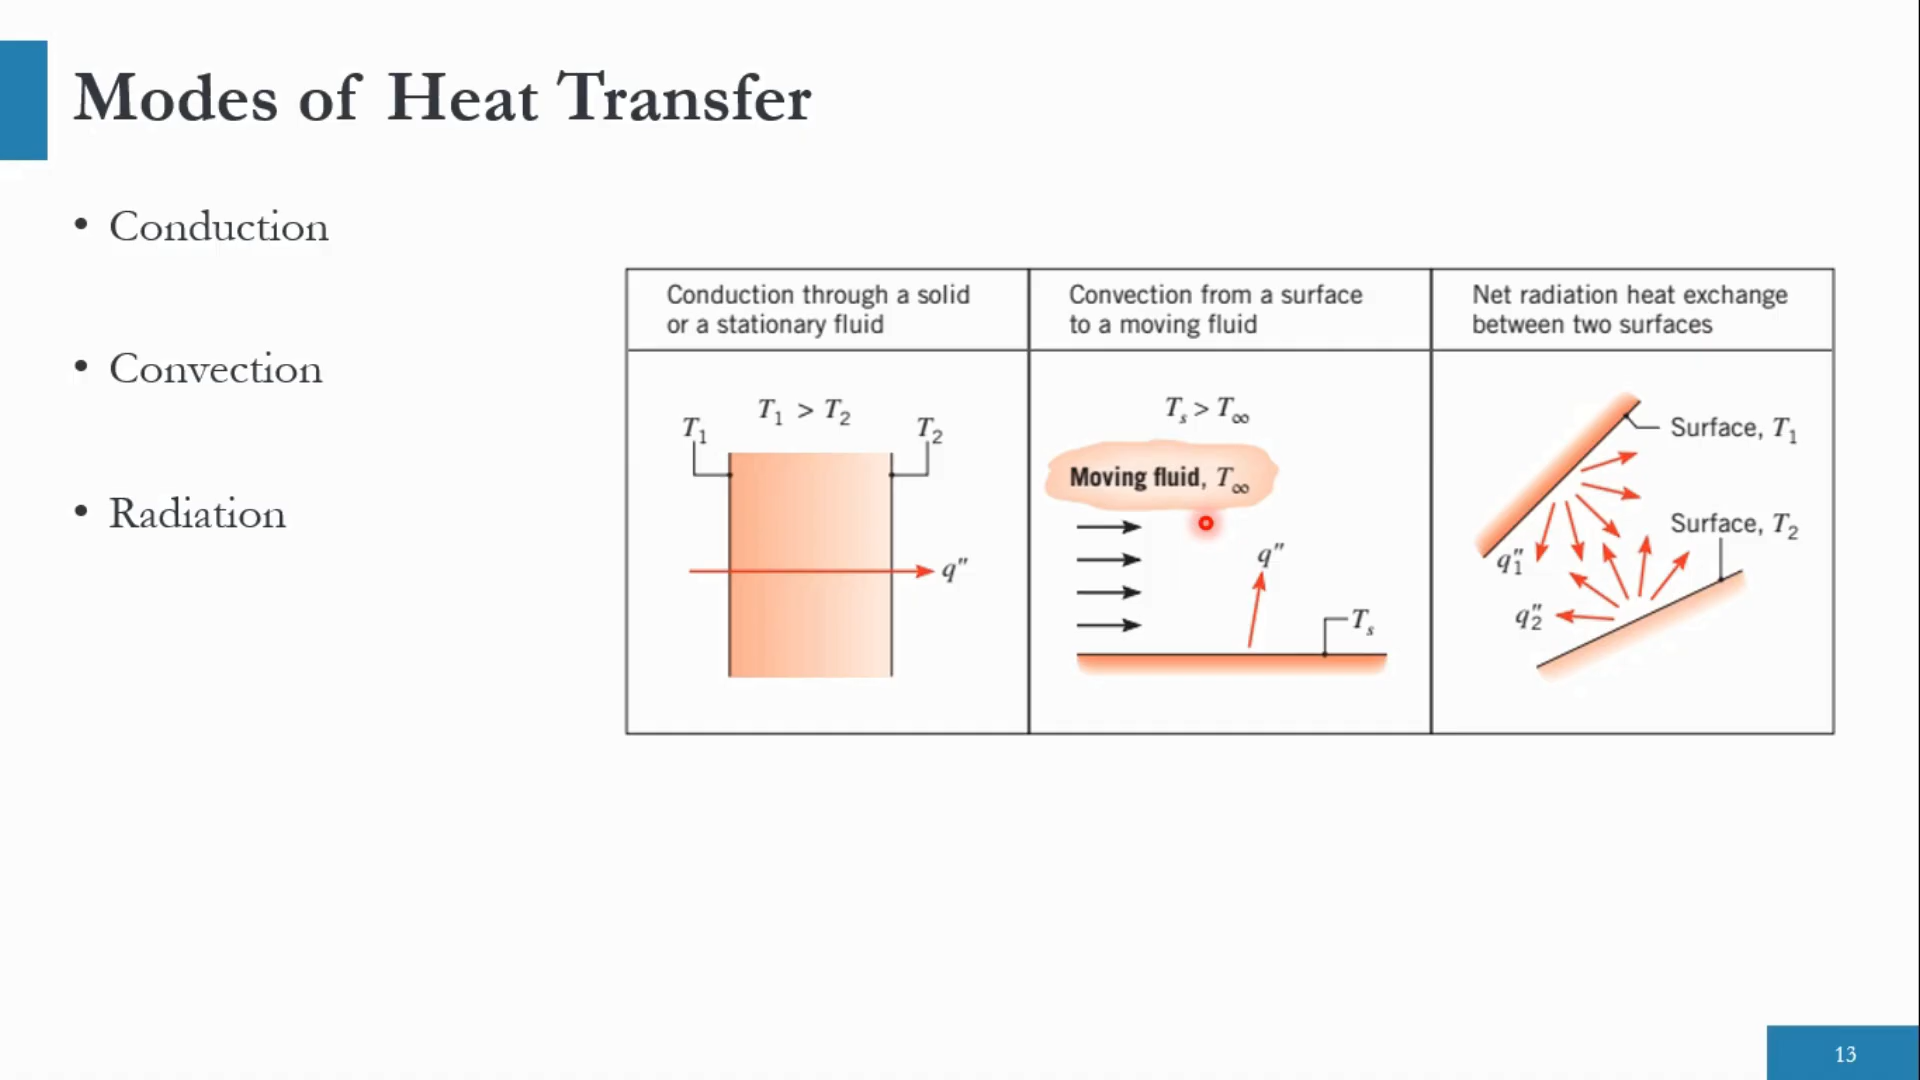 Modes of Heat Transfer
• Conduction
• Convection
• Radiation
Conduction through a solid
or a stationary fluid
T₁ > T₂
T₁
T₂
q″
Convection from a surface
to a moving fluid
Tₛ > T∞
Moving fluid, T∞
q″
Tₛ
Net radiation heat exchange
between two surfaces
Surface, T₁
Surface, T₂
q″₁
q″₂
13